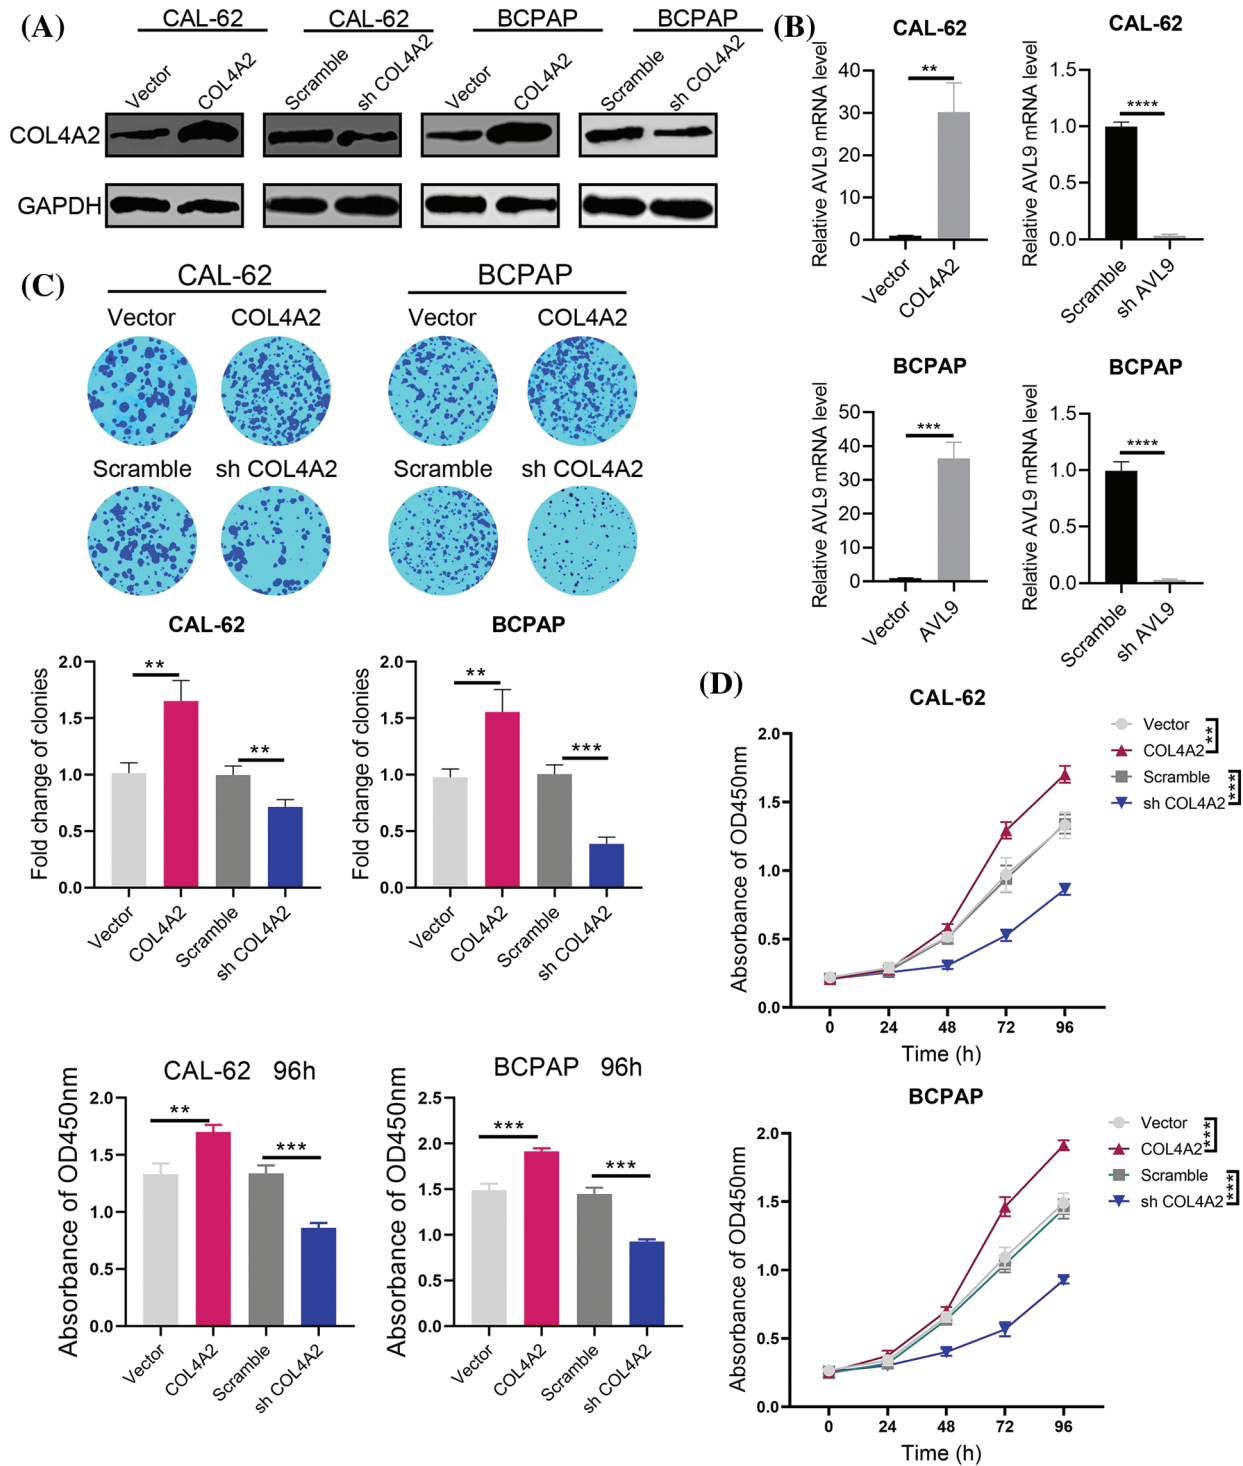 (A)
CAL-62 CAL-62 BCPAP BCPAP
Vector COL4A2 Scramble sh COL4A2 Vector COL4A2 Scramble sh COL4A2
COL4A2
GAPDH
(B)
CAL-62
Relative AVL9 mRNA level
40
30
20
10
0
**
Vector COL4A2
CAL-62
Relative AVL9 mRNA level
1.5
1.0
0.5
0.0
****
Scramble sh AVL9
BCPAP
Relative AVL9 mRNA level
50
40
30
20
10
0
***
Vector AVL9
BCPAP
Relative AVL9 mRNA level
1.5
1.0
0.5
0.0
****
Scramble sh AVL9
(C)
CAL-62 BCPAP
Vector COL4A2 Vector COL4A2
Scramble sh COL4A2 Scramble sh COL4A2
CAL-62
Fold change of clonies
2.0
1.5
1.0
0.5
0.0
** **
Vector COL4A2 Scramble sh COL4A2
BCPAP
Fold change of clonies
2.0
1.5
1.0
0.5
0.0
** ***
Vector COL4A2 Scramble sh COL4A2
CAL-62 96h
Absorbance of OD450nm
2.0
1.5
1.0
0.5
0.0
** ***
Vector COL4A2 Scramble sh COL4A2
BCPAP 96h
Absorbance of OD450nm
2.5
2.0
1.5
1.0
0.5
0.0
*** ***
Vector COL4A2 Scramble sh COL4A2
(D)
CAL-62
Absorbance of OD450nm
2.0
1.5
1.0
0.5
0.0
0 24 48 72 96
Time (h)
Vector
COL4A2
**
Scramble
sh COL4A2
***
BCPAP
Absorbance of OD450nm
2.0
1.5
1.0
0.5
0.0
0 24 48 72 96
Time (h)
Vector
COL4A2
***
Scramble
sh COL4A2
***